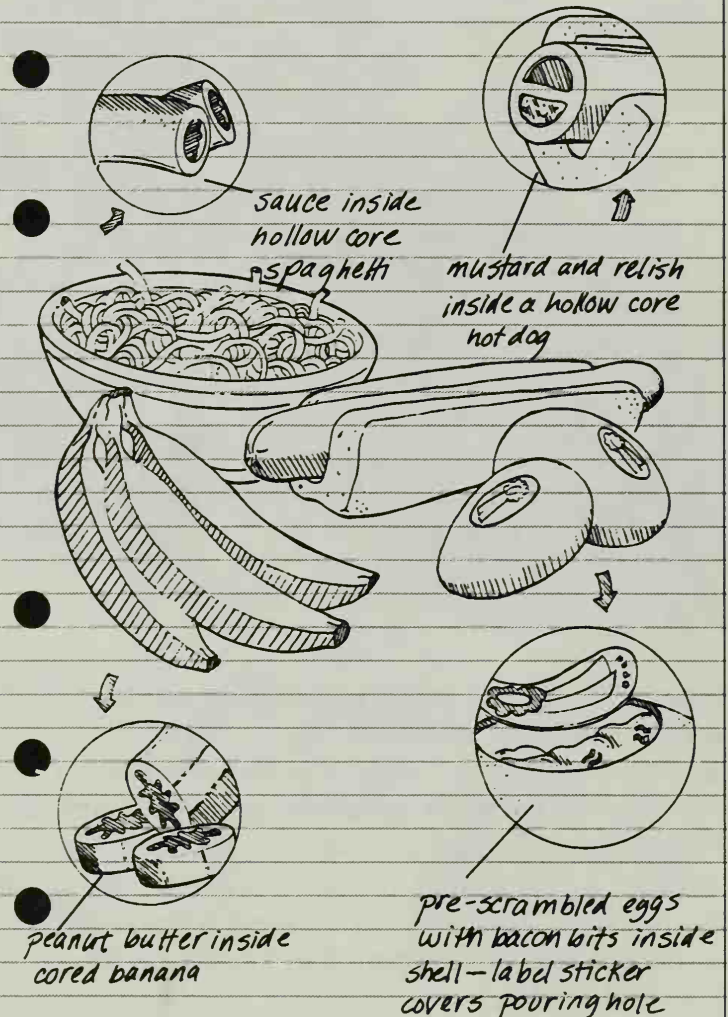 sauce inside
hollow core
spaghetti
mustard and relish
inside a hollow core
hot dog
peanut butter inside
cored banana
pre-scrambled eggs
with bacon bits inside
shell—label sticker
covers pouring hole